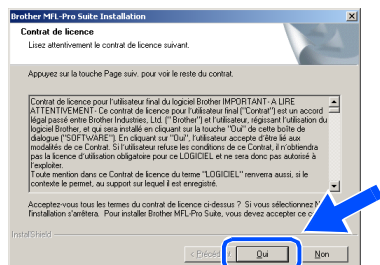 Brother MFL-Pro Suite Installation
Contrat de licence
Lisez attentivement le contrat de licence suivant.
Appuyez sur la touche Page suiv. pour voir le reste du contrat.
Contrat de licence pour l'utilisateur final du logiciel Brother IMPORTANT- A LIRE
ATTENTIVEMENT- Ce contrat de licence pour l'utilisateur final ("Contrat") est un accord
légal passé entre Brother Industries, Ltd. (" Brother") et l'utilisateur, régissant l'utilisation du
logiciel Brother, et qui sera installé en cliquant sur la touche "Oui" de cette boîte de
dialogue ("SOFTWARE"). En cliquant sur "Oui", l'utilisateur accepte d'être lié aux
modalités de ce Contrat. Si l'utilisateur refuse les conditions de ce Contrat, il n'obtiendra
pas la licence d'utilisation obligatoire pour ce LOGICIEL et ne sera donc pas autorisé à
l'exploiter.
Toute mention dans ce Contrat de licence du terme "LOGICIEL" renverra aussi, si le
contexte le permet, au support sur lequel il est enregistré.
Acceptez-vous tous les termes du contrat de licence ci-dessus ? Si vous sélectionnez N
l'installation s'arrêtera. Pour installer Brother MFL-Pro Suite, vous devez accepter ce c
InstallShield
< Précédent Oui Non